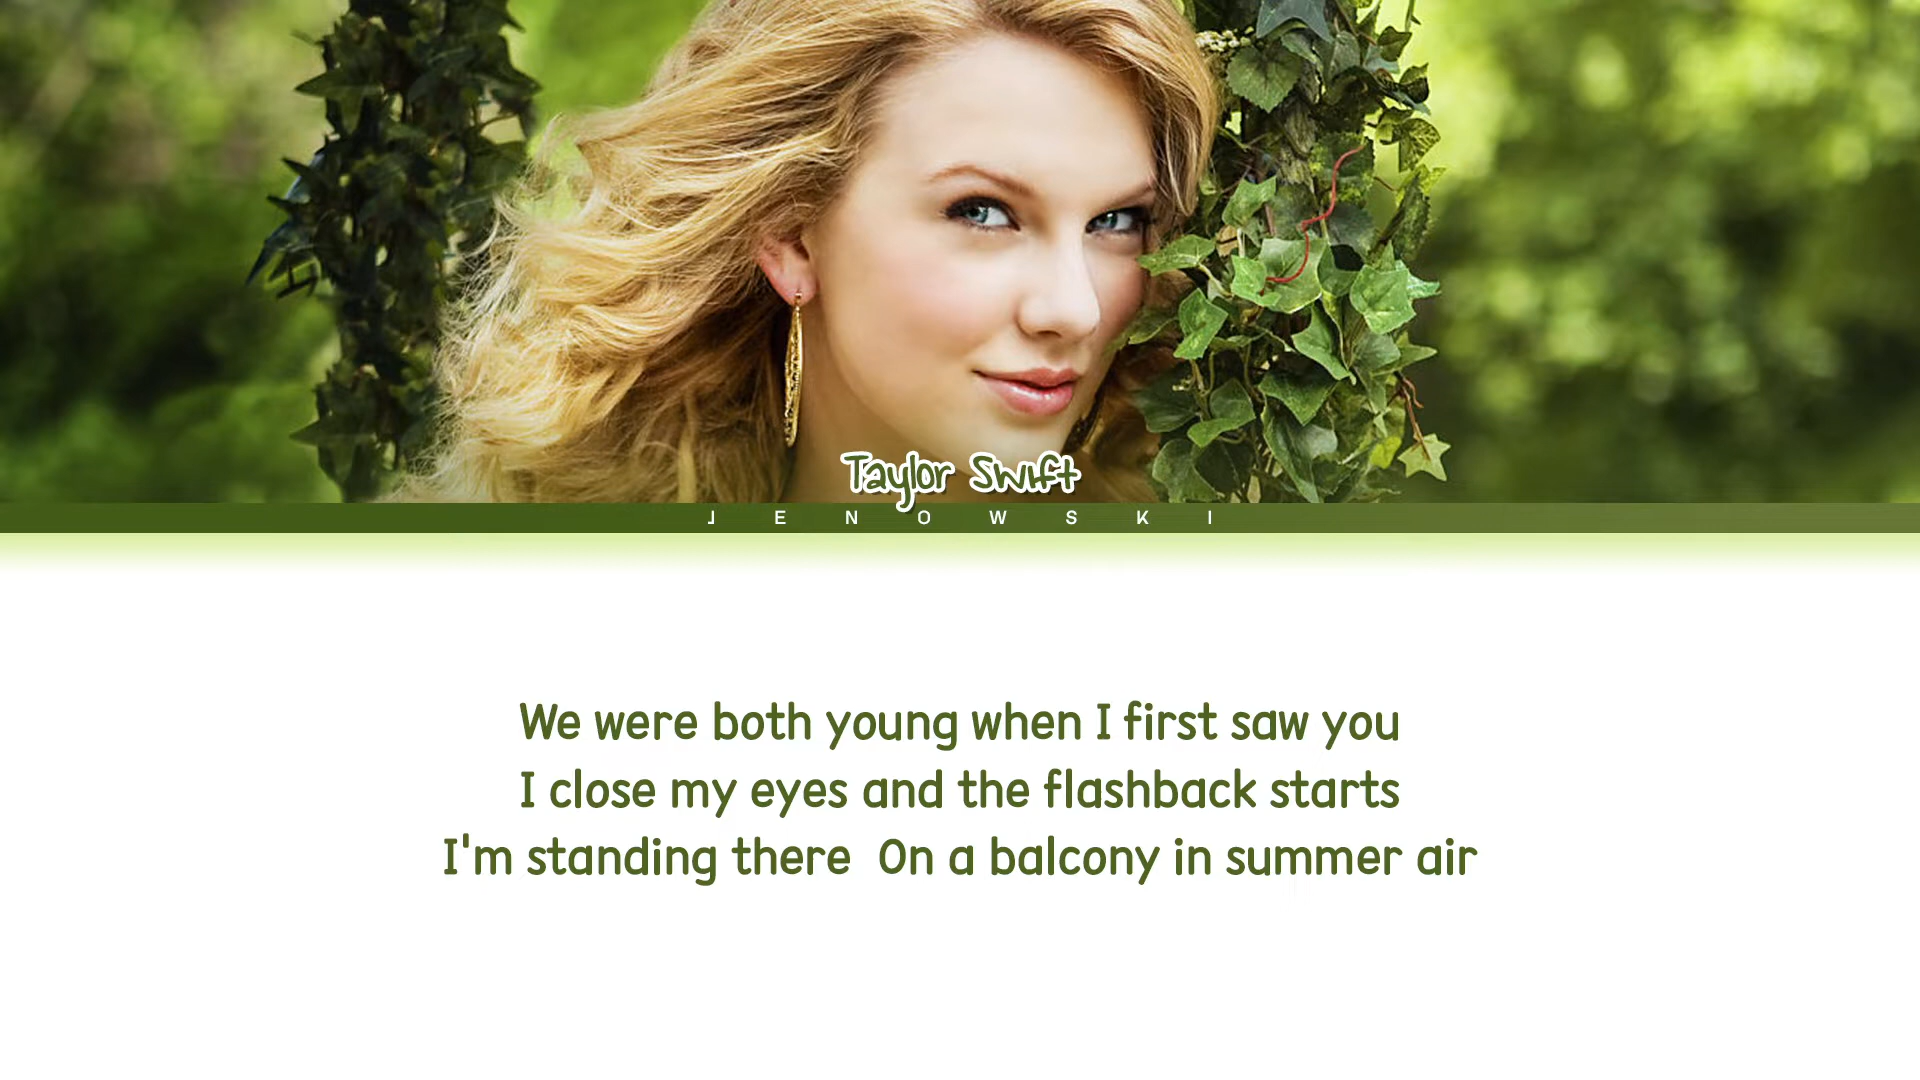 Taylor Swift
JENOWSKI
We were both young when I first saw you
I close my eyes and the flashback starts
I'm standing there  On a balcony in summer air